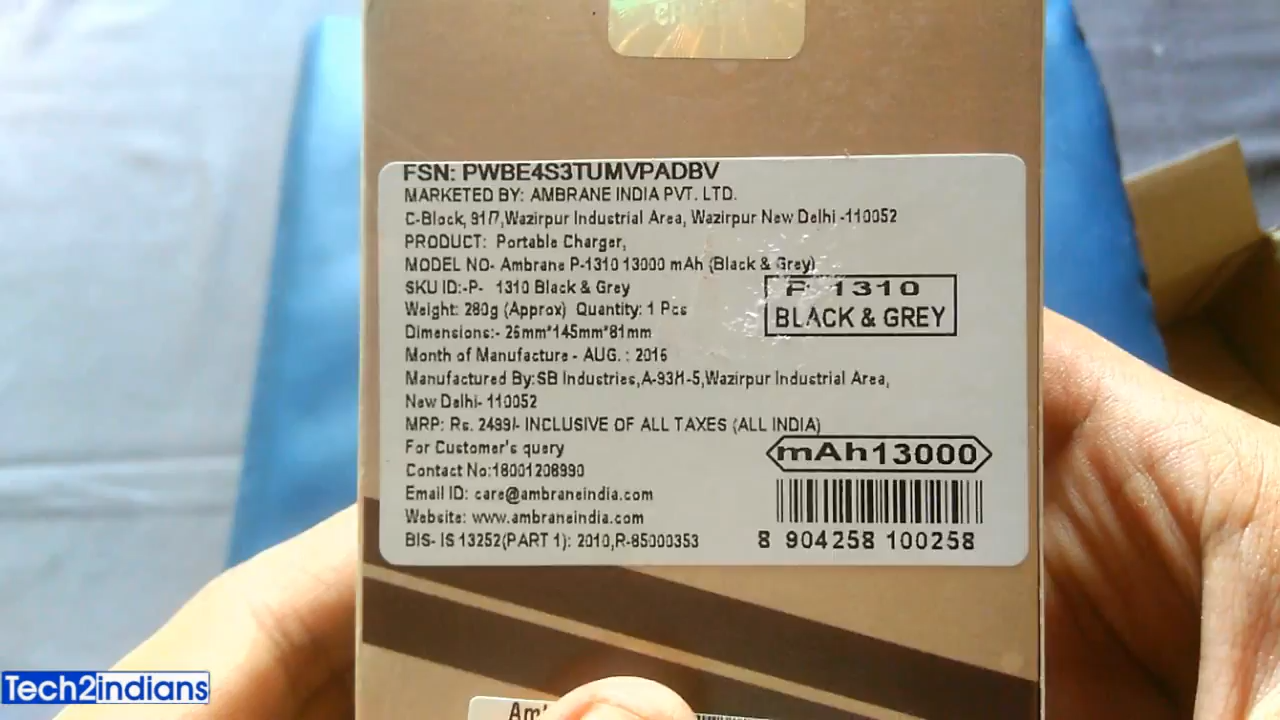 FSN: PWBE4S3TUMVPADBV
MARKETED BY: AMBRANE INDIA PVT. LTD.
C-Block, 91/7,Wazirpur Industrial Area, Wazirpur New Delhi -110052
PRODUCT: Portable Charger,
MODEL NO- Ambrane P-1310 13000 mAh (Black & Grey)
SKU ID:-P- 1310 Black & Grey
Weight: 280g (Approx) Quantity: 1 Pcs
Dimensions:- 26mm*145mm*81mm
Month of Manufacture - AUG. : 2016
Manufactured By:SB Industries,A-93/1-5,Wazirpur Industrial Area,
New Delhi- 110052
MRP: Rs. 2499/- INCLUSIVE OF ALL TAXES (ALL INDIA)
For Customer's query
Contact No:18001208990
Email ID: care@ambraneindia.com
Website: www.ambraneindia.com
BIS- IS 13252(PART 1): 2010,R-85000353
P- 1310
BLACK & GREY
mAh13000
8 904258 100258
Tech2indians